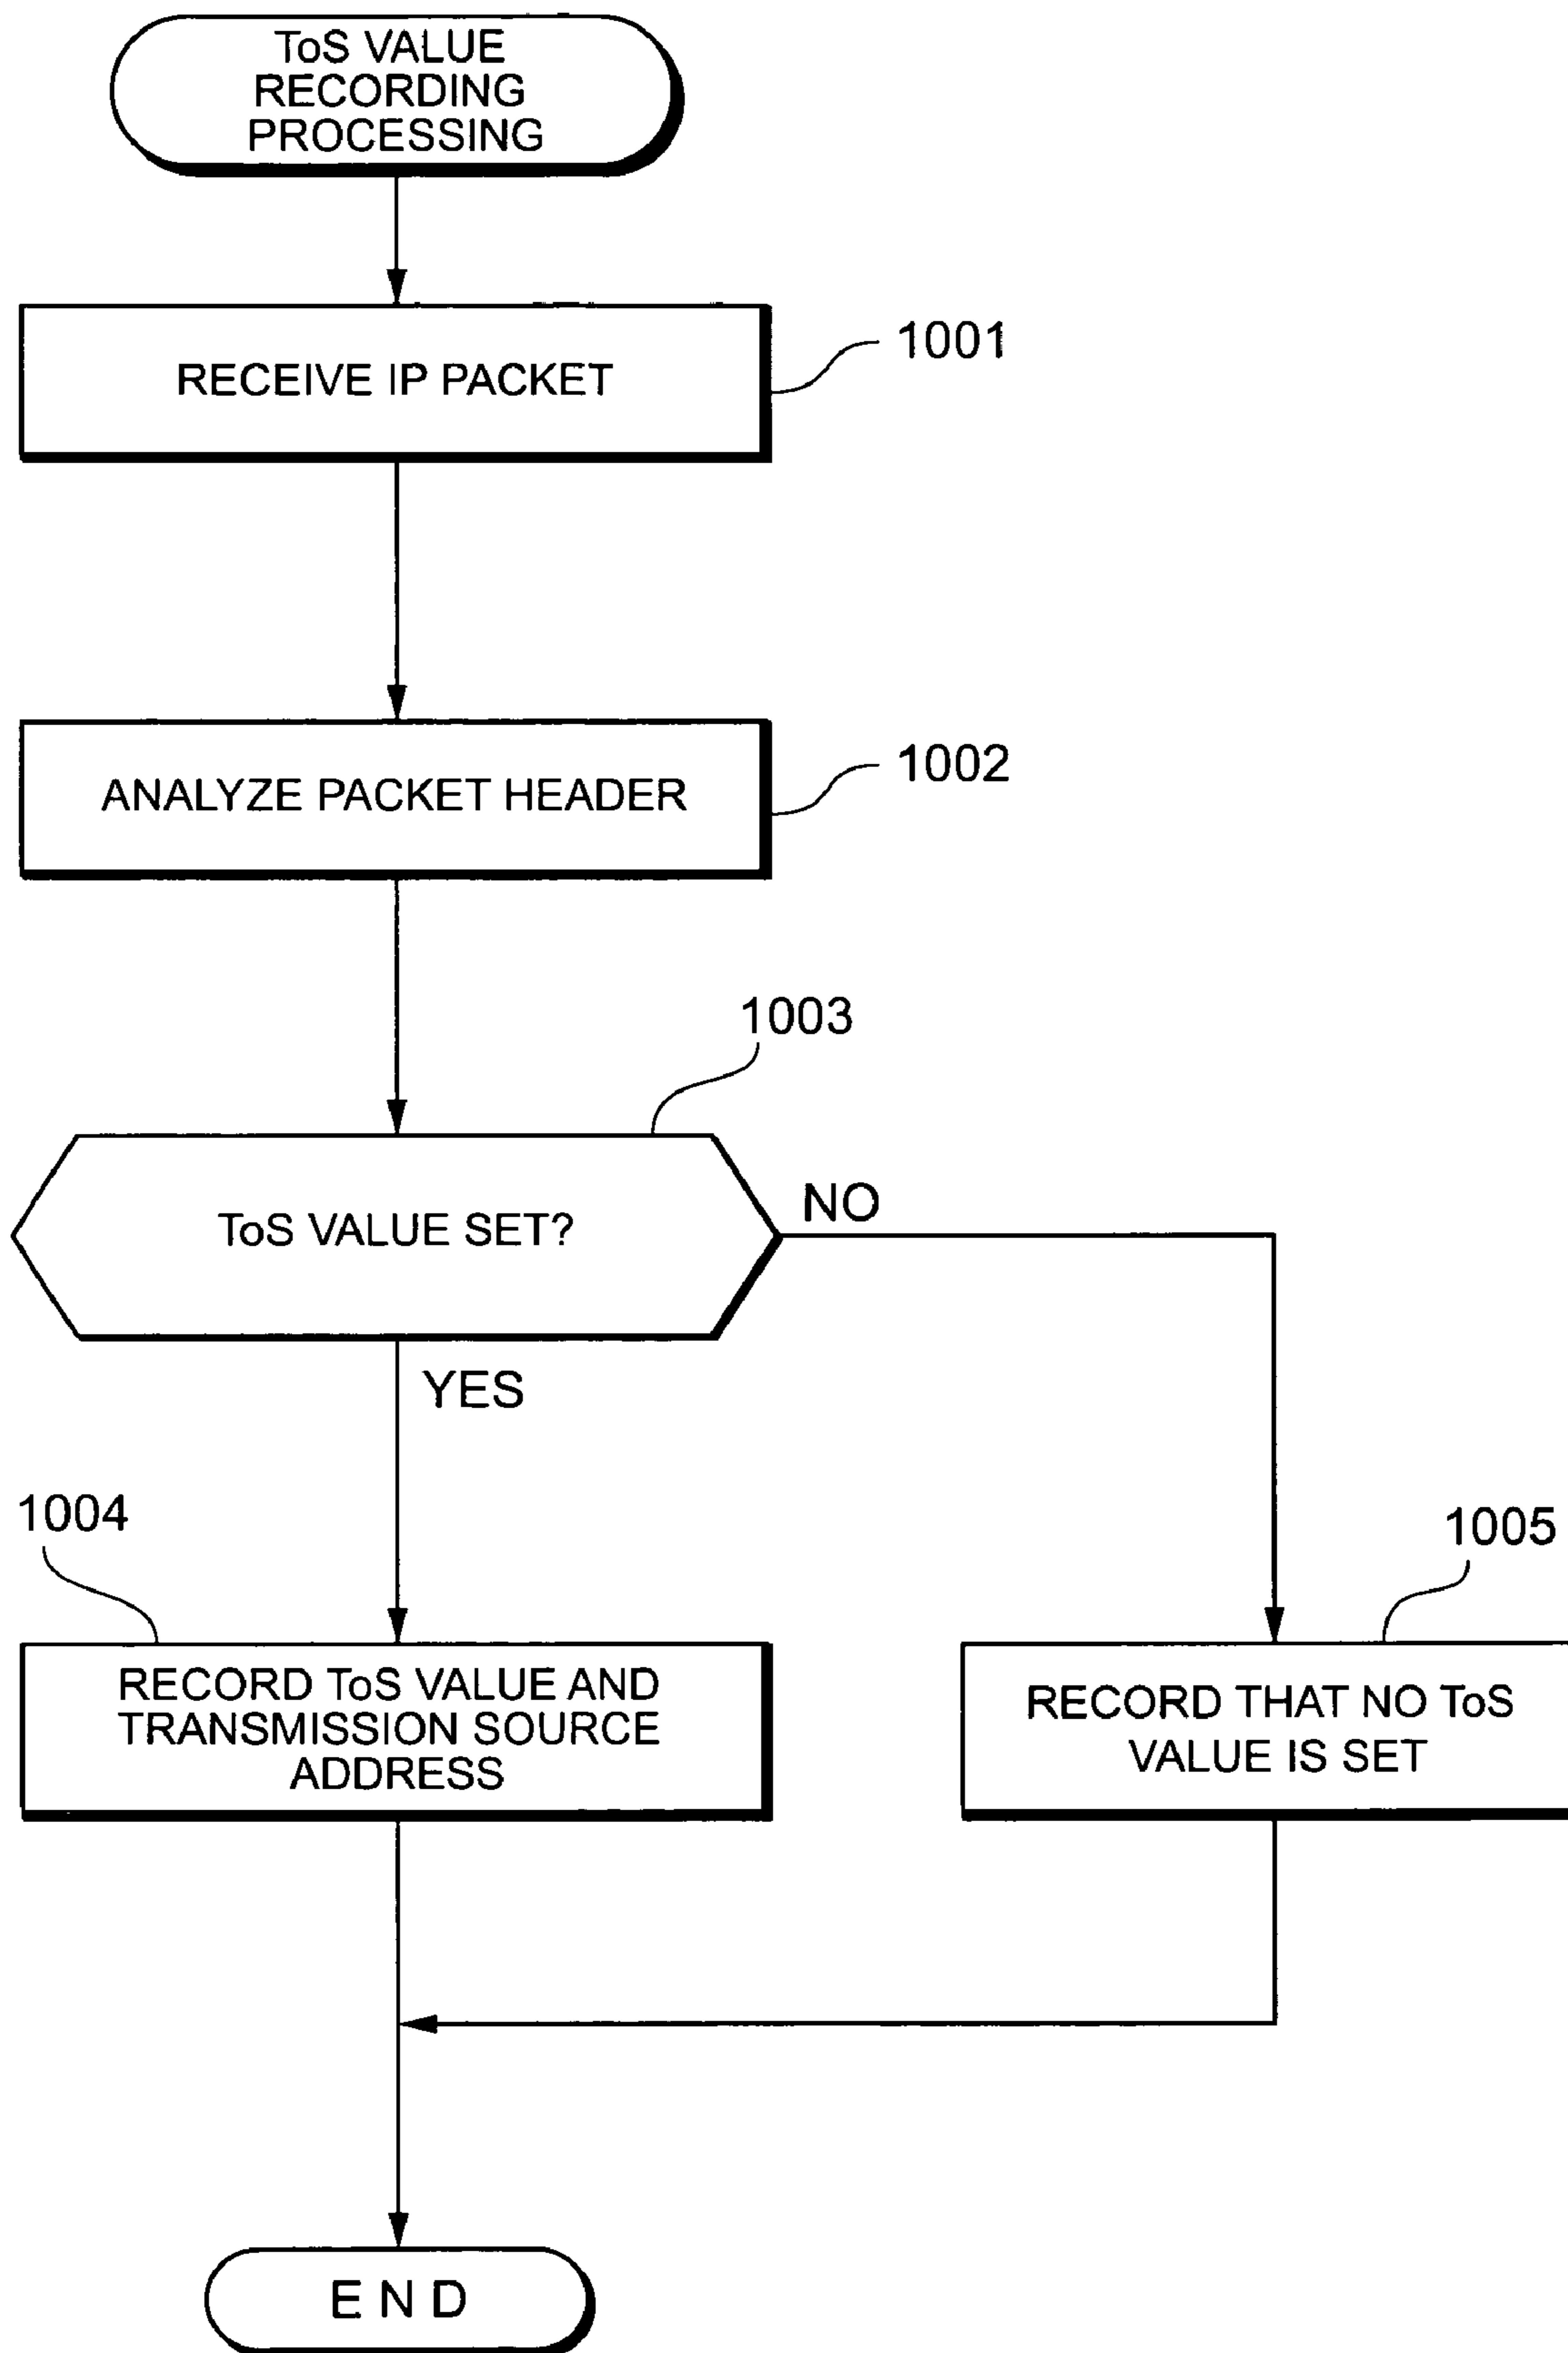 ToS VALUE
RECORDING
PROCESSING
RECEIVE IP PACKET
1001
ANALYZE PACKET HEADER
1002
1003
ToS VALUE SET?
NO
YES
1004
RECORD ToS VALUE AND
TRANSMISSION SOURCE
ADDRESS
1005
RECORD THAT NO ToS
VALUE IS SET
END